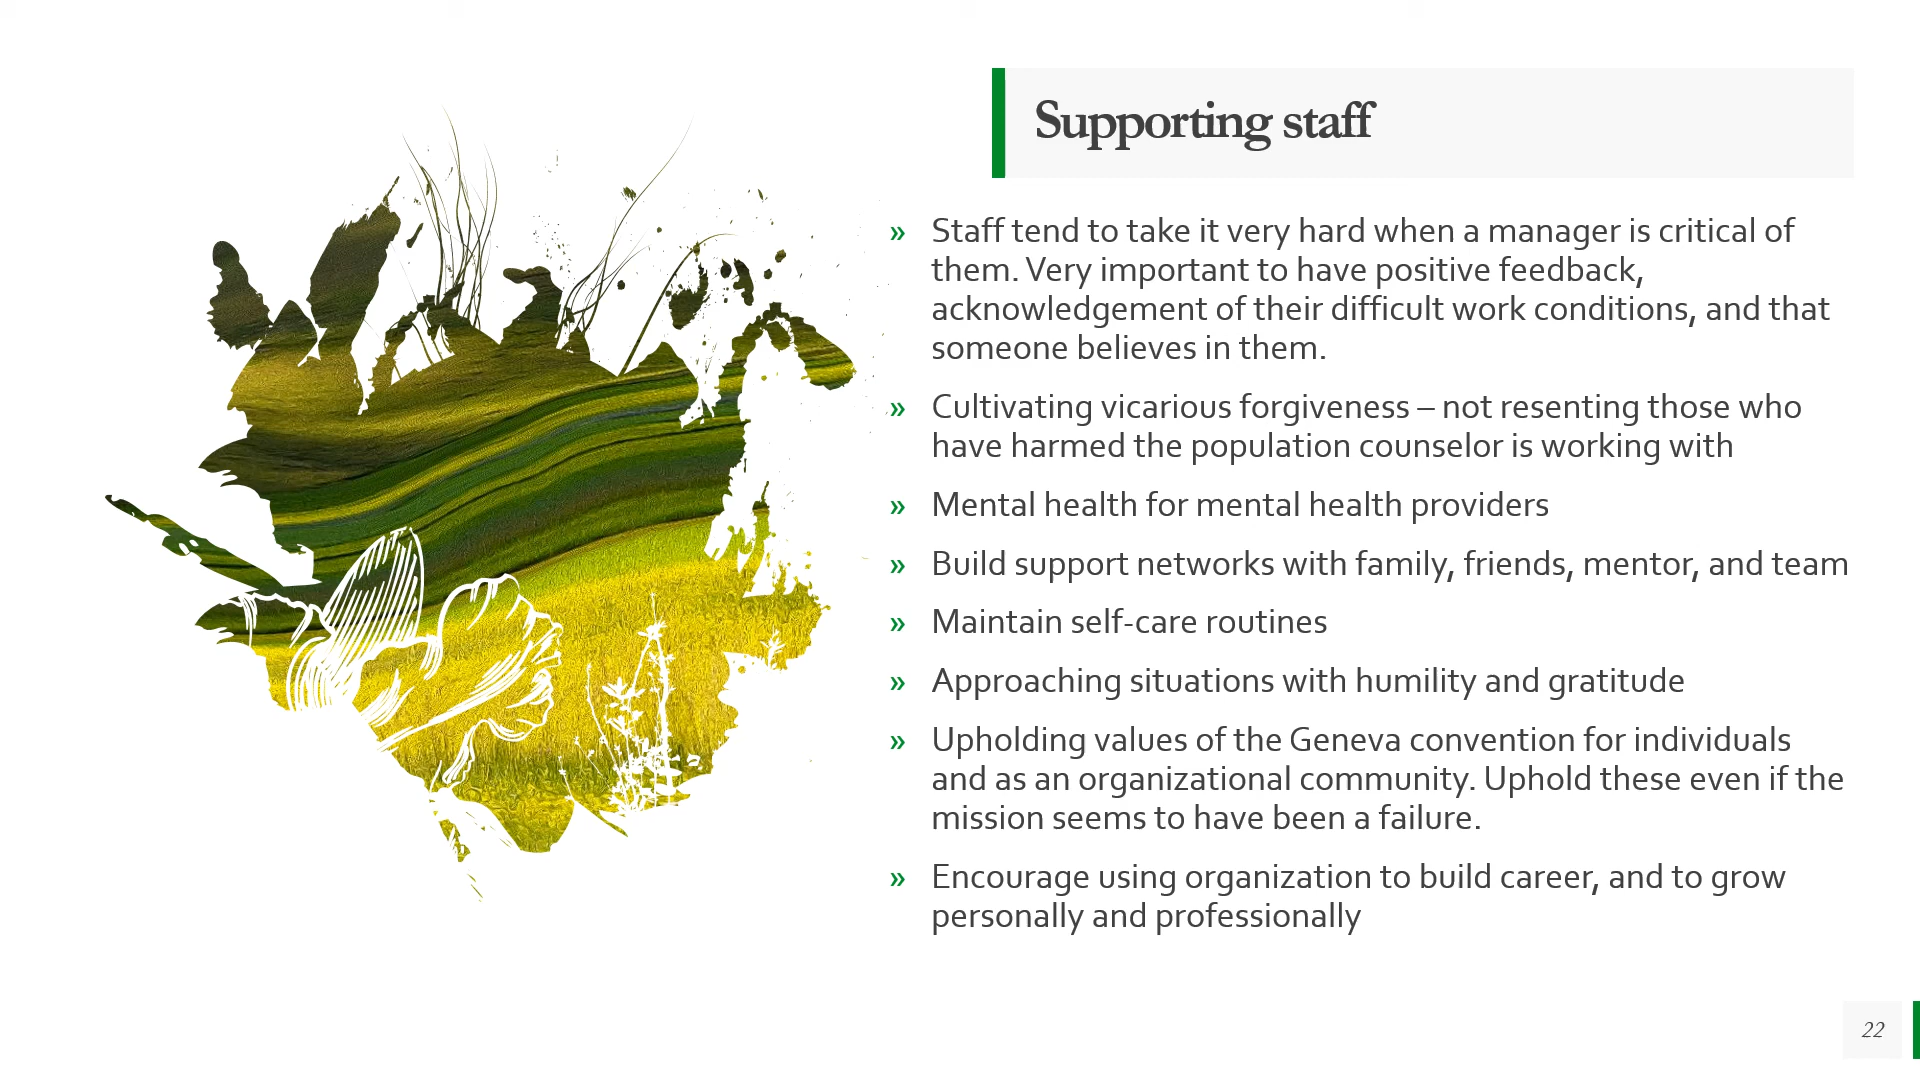 Supporting staff
» Staff tend to take it very hard when a manager is critical of
them. Very important to have positive feedback,
acknowledgement of their difficult work conditions, and that
someone believes in them.
» Cultivating vicarious forgiveness – not resenting those who
have harmed the population counselor is working with
» Mental health for mental health providers
» Build support networks with family, friends, mentor, and team
» Maintain self-care routines
» Approaching situations with humility and gratitude
» Upholding values of the Geneva convention for individuals
and as an organizational community. Uphold these even if the
mission seems to have been a failure.
» Encourage using organization to build career, and to grow
personally and professionally
22